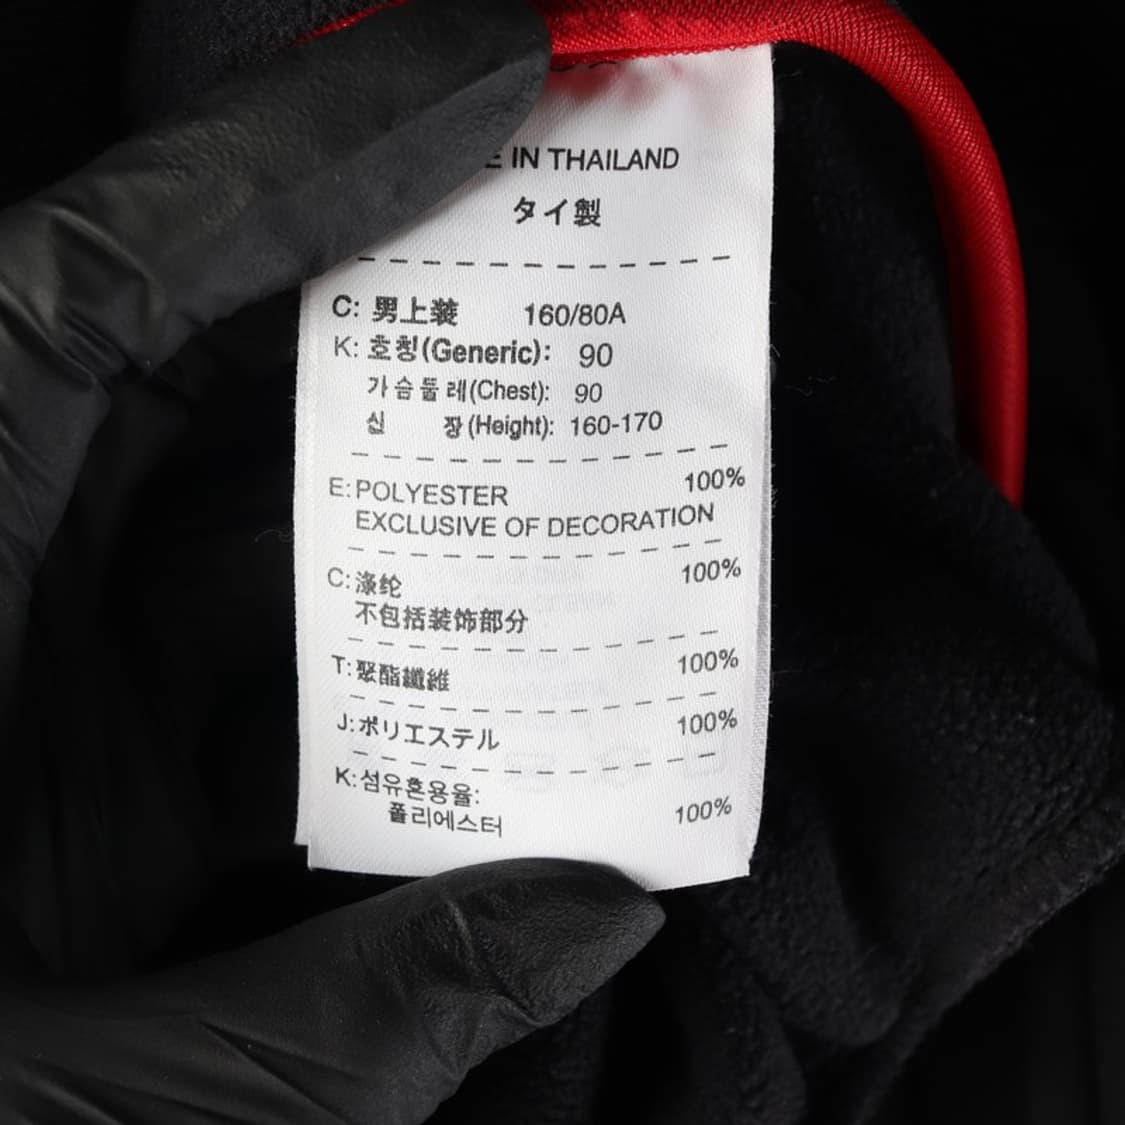 IN THAILAND
タイ製
C: 男上装 160/80A
K: 호칭(Generic): 90
가슴둘레(Chest): 90
신 장(Height): 160-170
E: POLYESTER 100%
EXCLUSIVE OF DECORATION
C: 涤纶 100%
不包括装饰部分
T: 聚酯纖維 100%
J: ポリエステル 100%
K: 섬유혼용율:
폴리에스터 100%